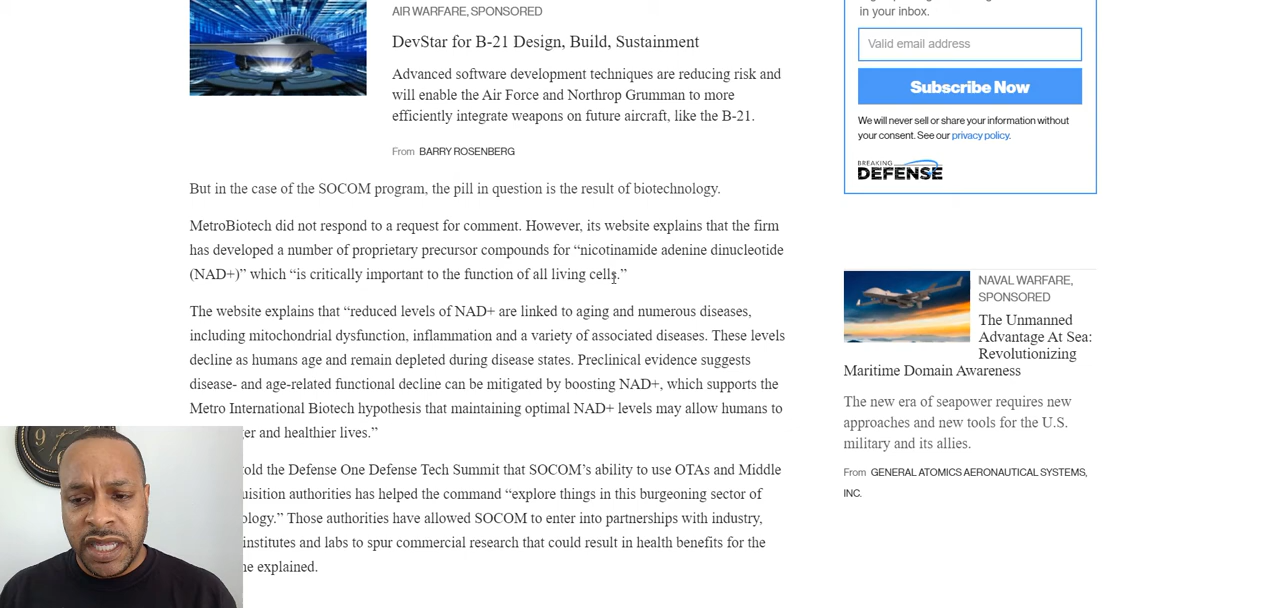 AIR WARFARE, SPONSORED
DevStar for B-21 Design, Build, Sustainment
Advanced software development techniques are reducing risk and
will enable the Air Force and Northrop Grumman to more
efficiently integrate weapons on future aircraft, like the B-21.
From BARRY ROSENBERG
But in the case of the SOCOM program, the pill in question is the result of biotechnology.
MetroBiotech did not respond to a request for comment. However, its website explains that the firm
has developed a number of proprietary precursor compounds for “nicotinamide adenine dinucleotide
(NAD+)” which “is critically important to the function of all living cells.”
The website explains that “reduced levels of NAD+ are linked to aging and numerous diseases,
including mitochondrial dysfunction, inflammation and a variety of associated diseases. These levels
decline as humans age and remain depleted during disease states. Preclinical evidence suggests
disease- and age-related functional decline can be mitigated by boosting NAD+, which supports the
Metro International Biotech hypothesis that maintaining optimal NAD+ levels may allow humans to
er and healthier lives.”
old the Defense One Defense Tech Summit that SOCOM’s ability to use OTAs and Middle
uisition authorities has helped the command “explore things in this burgeoning sector of
ology.” Those authorities have allowed SOCOM to enter into partnerships with industry,
institutes and labs to spur commercial research that could result in health benefits for the
ne explained.
in your inbox.
Valid email address
Subscribe Now
We will never sell or share your information without
your consent. See our privacy policy.
BREAKING
DEFENSE
NAVAL WARFARE,
SPONSORED
The Unmanned
Advantage At Sea:
Revolutionizing
Maritime Domain Awareness
The new era of seapower requires new
approaches and new tools for the U.S.
military and its allies.
From GENERAL ATOMICS AERONAUTICAL SYSTEMS,
INC.